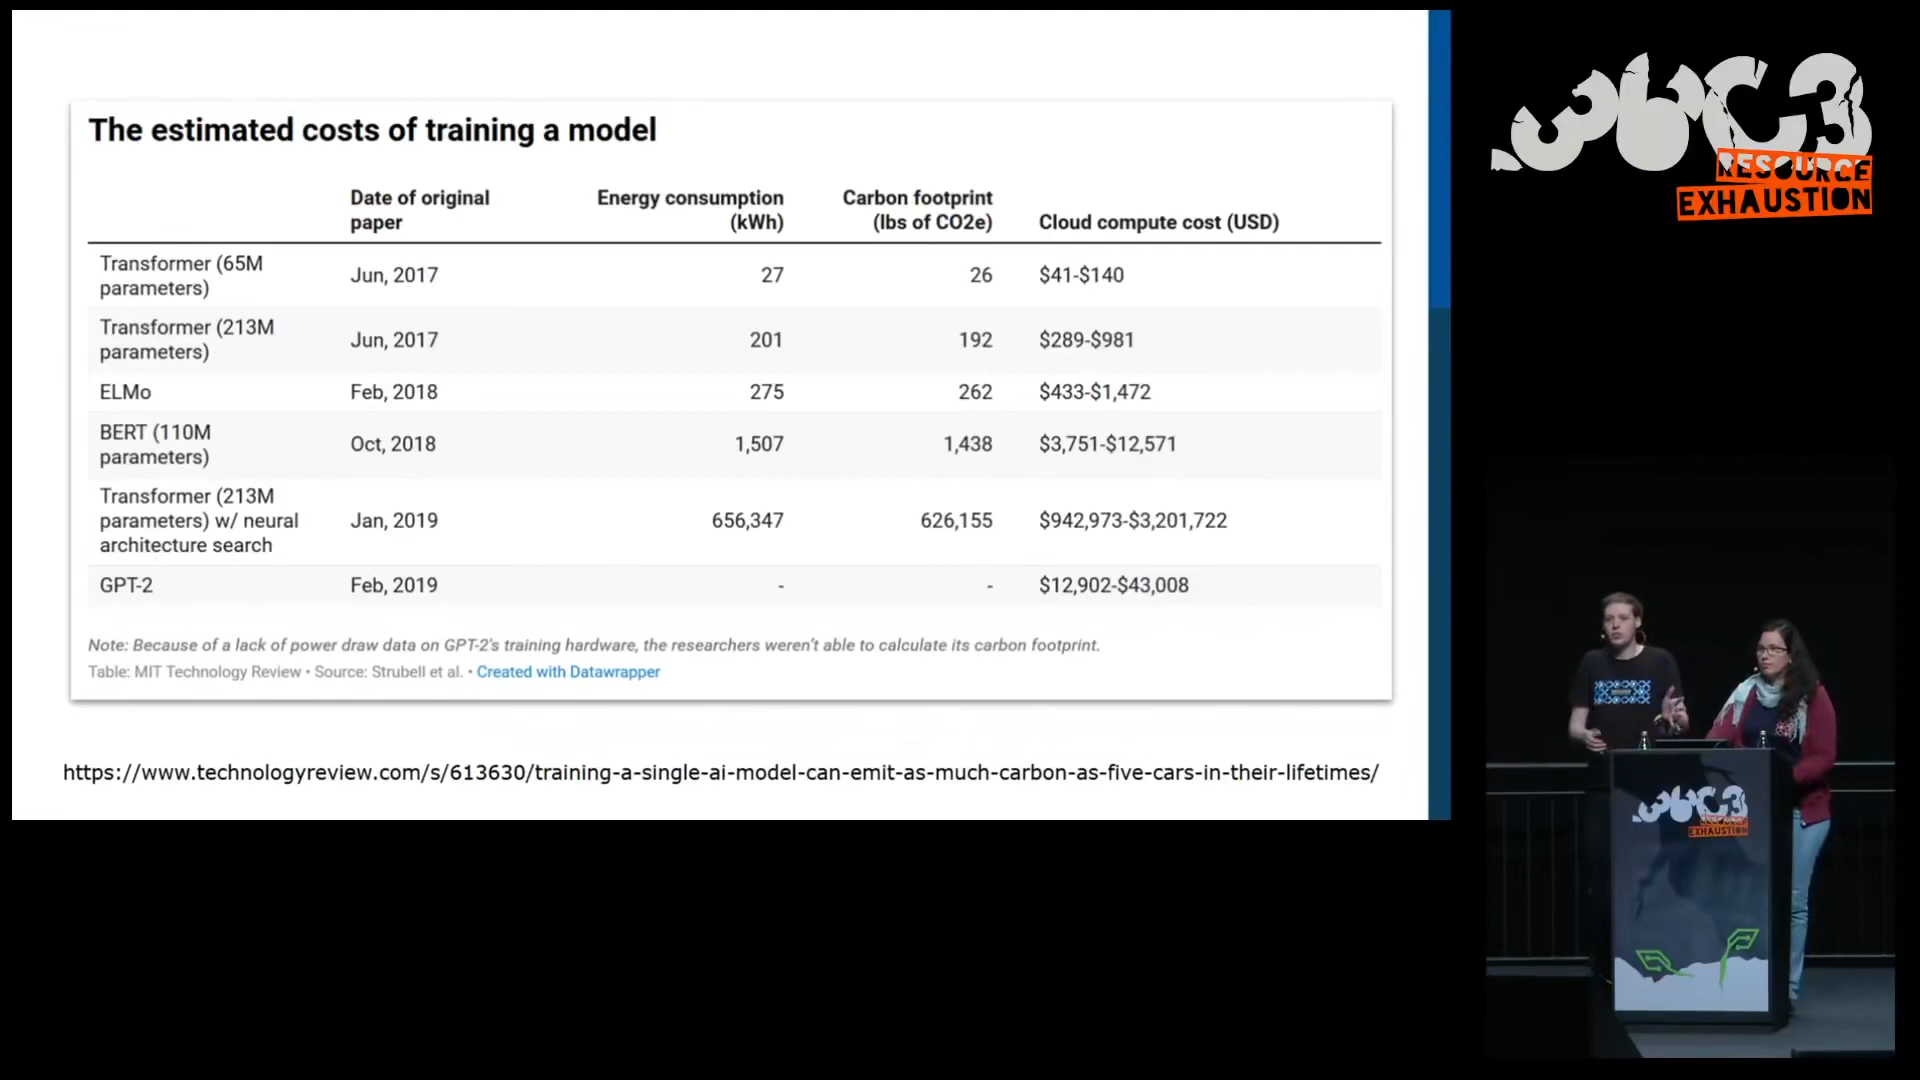 The estimated costs of training a model
Date of original
paper
Energy consumption
(kWh)
Carbon footprint
(lbs of CO2e)
Cloud compute cost (USD)
Transformer (65M
parameters)
Jun, 2017
27
26
$41-$140
Transformer (213M
parameters)
Jun, 2017
201
192
$289-$981
ELMo
Feb, 2018
275
262
$433-$1,472
BERT (110M
parameters)
Oct, 2018
1,507
1,438
$3,751-$12,571
Transformer (213M
parameters) w/ neural
architecture search
Jan, 2019
656,347
626,155
$942,973-$3,201,722
GPT-2
Feb, 2019
-
-
$12,902-$43,008
Note: Because of a lack of power draw data on GPT-2's training hardware, the researchers weren't able to calculate its carbon footprint.
Table: MIT Technology Review • Source: Strubell et al. • Created with Datawrapper
https://www.technologyreview.com/s/613630/training-a-single-ai-model-can-emit-as-much-carbon-as-five-cars-in-their-lifetimes/
36C3
RESOURCE
EXHAUSTION
36C3
RESOURCE
EXHAUSTION